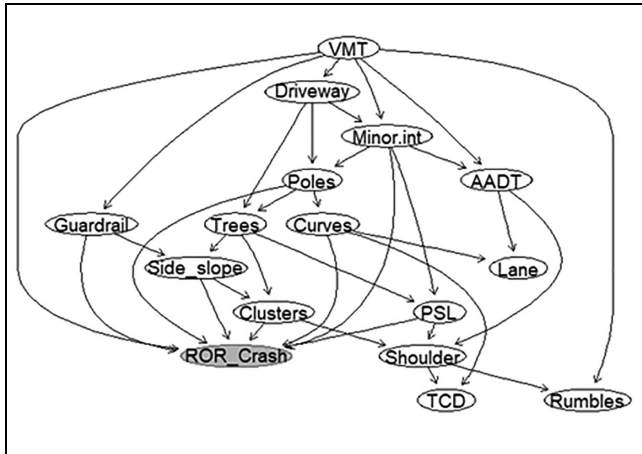 VMT
Driveway
Minor.int
Poles AADT
Guardrail Trees Curves
Side_slope Lane
Clusters PSL
ROR_Crash Shoulder
TCD Rumbles